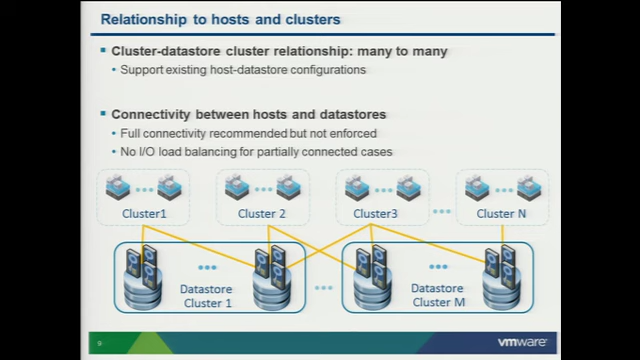 Relationship to hosts and clusters
Cluster-datastore cluster relationship: many to many
Support existing host-datastore configurations
Connectivity between hosts and datastores
Full connectivity recommended but not enforced
No I/O load balancing for partially connected cases
Cluster1
Cluster 2
Cluster3
Cluster N
Datastore
Cluster 1
Datastore
Cluster M
9
vmware